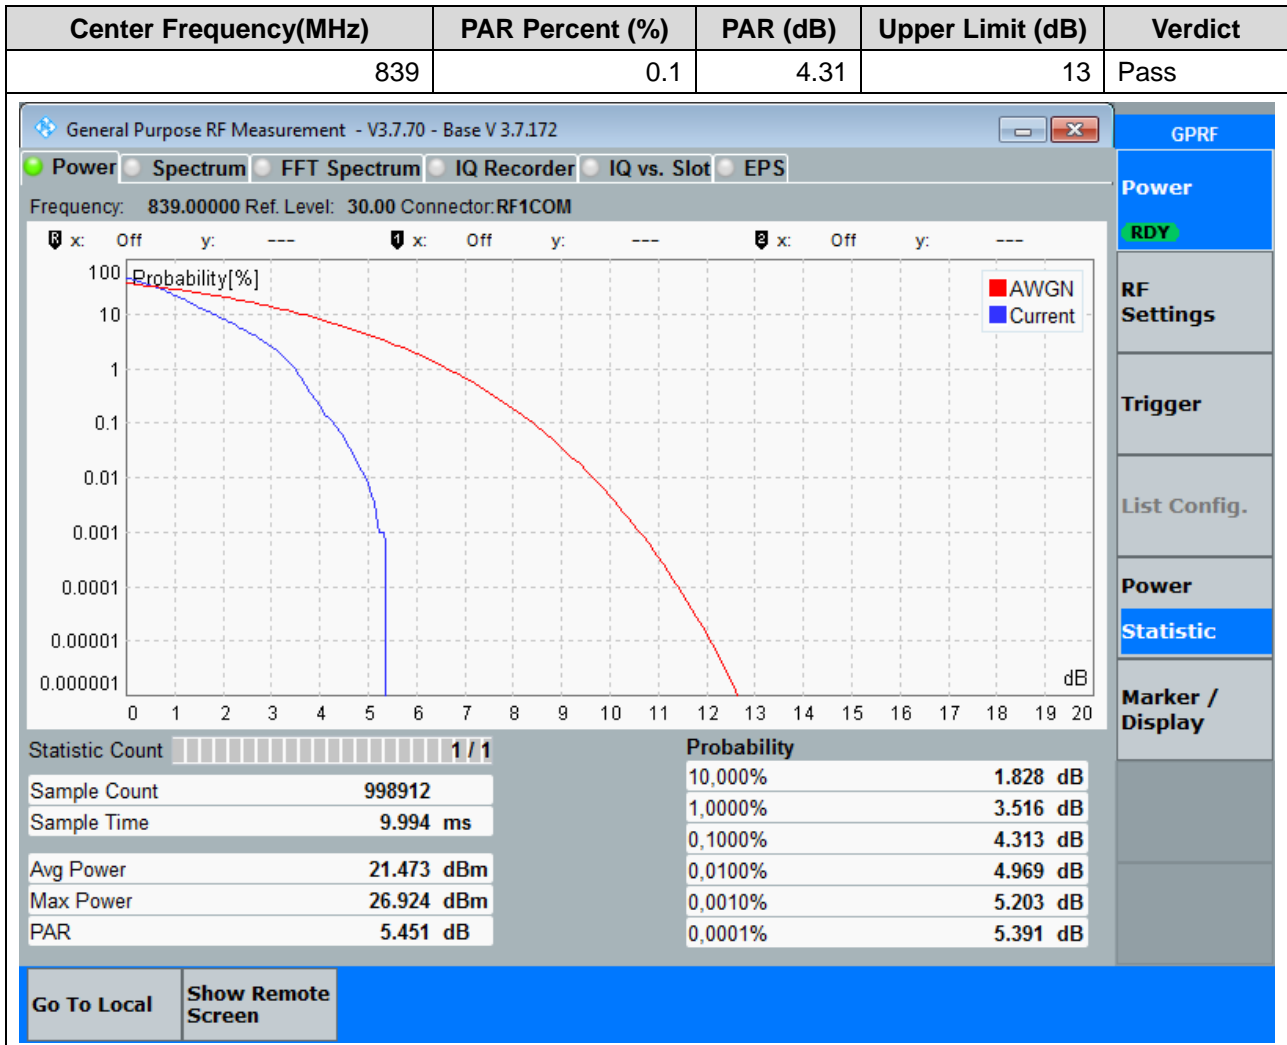 Center Frequency(MHz) PAR Percent (%) PAR (dB) Upper Limit (dB) Verdict
839 0.1 4.31 13 Pass
General Purpose RF Measurement - V3.7.70 - Base V 3.7.172
GPRF
Power Spectrum FFT Spectrum IQ Recorder IQ vs. Slot EPS
Power
RDY
Frequency: 839.00000 Ref. Level: 30.00 Connector: RF1COM
R x: Off y: --- 1 x: Off y: --- 2 x: Off y: ---
Probability[%]
100
10
1
0.1
0.01
0.001
0.0001
0.00001
0.000001
AWGN
Current
dB
0 1 2 3 4 5 6 7 8 9 10 11 12 13 14 15 16 17 18 19 20
RF
Settings
Trigger
List Config.
Power
Statistic
Marker /
Display
Statistic Count 1 / 1
Sample Count 998912
Sample Time 9.994 ms
Avg Power 21.473 dBm
Max Power 26.924 dBm
PAR 5.451 dB
Probability
10,000% 1.828 dB
1,0000% 3.516 dB
0,1000% 4.313 dB
0,0100% 4.969 dB
0,0010% 5.203 dB
0,0001% 5.391 dB
Go To Local
Show Remote
Screen